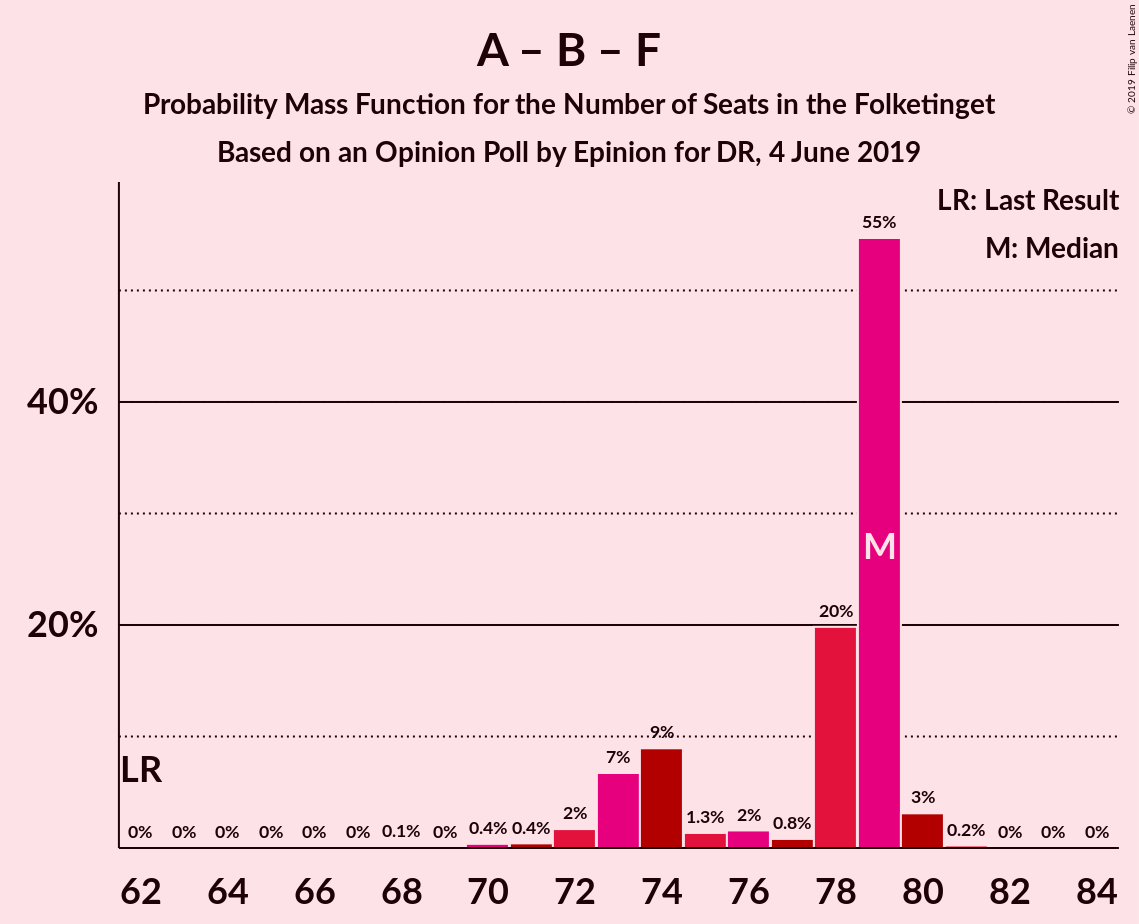 A – B – F
Probability Mass Function for the Number of Seats in the Folketinget
Based on an Opinion Poll by Epinion for DR, 4 June 2019
© 2019 Filip van Laenen
LR: Last Result
M: Median
55%
40%
M
20%
20%
9%
7%
LR
3%
2%
1.3%
2%
0.8%
0%
0%
0%
0%
0%
0%
0.1%
0%
0.4%
0.4%
0.2%
0%
0%
0%
62 64 66 68 70 72 74 76 78 80 82 84